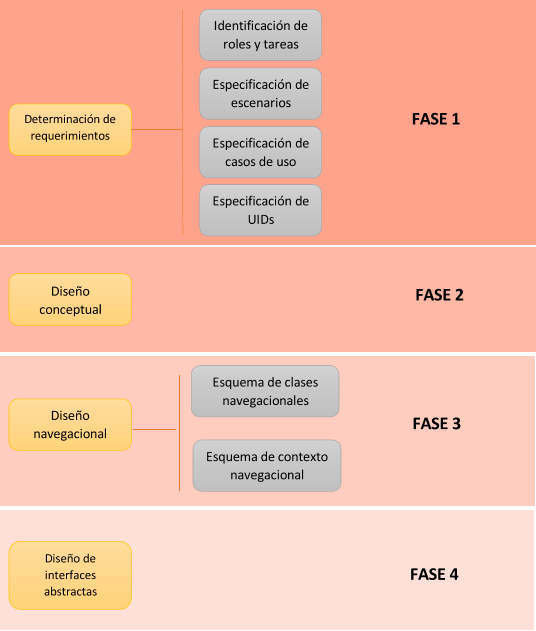 Identificación de
roles y tareas
Especificación de
escenarios
Determinación de
requerimientos
FASE 1
Especificación de
casos de uso
Especificación de
UIDs
Diseño
conceptual
FASE 2
Esquema de clases
navegacionales
Diseño
navegacional
FASE 3
Esquema de contexto
navegacional
Diseño de
interfaces
abstractas
FASE 4